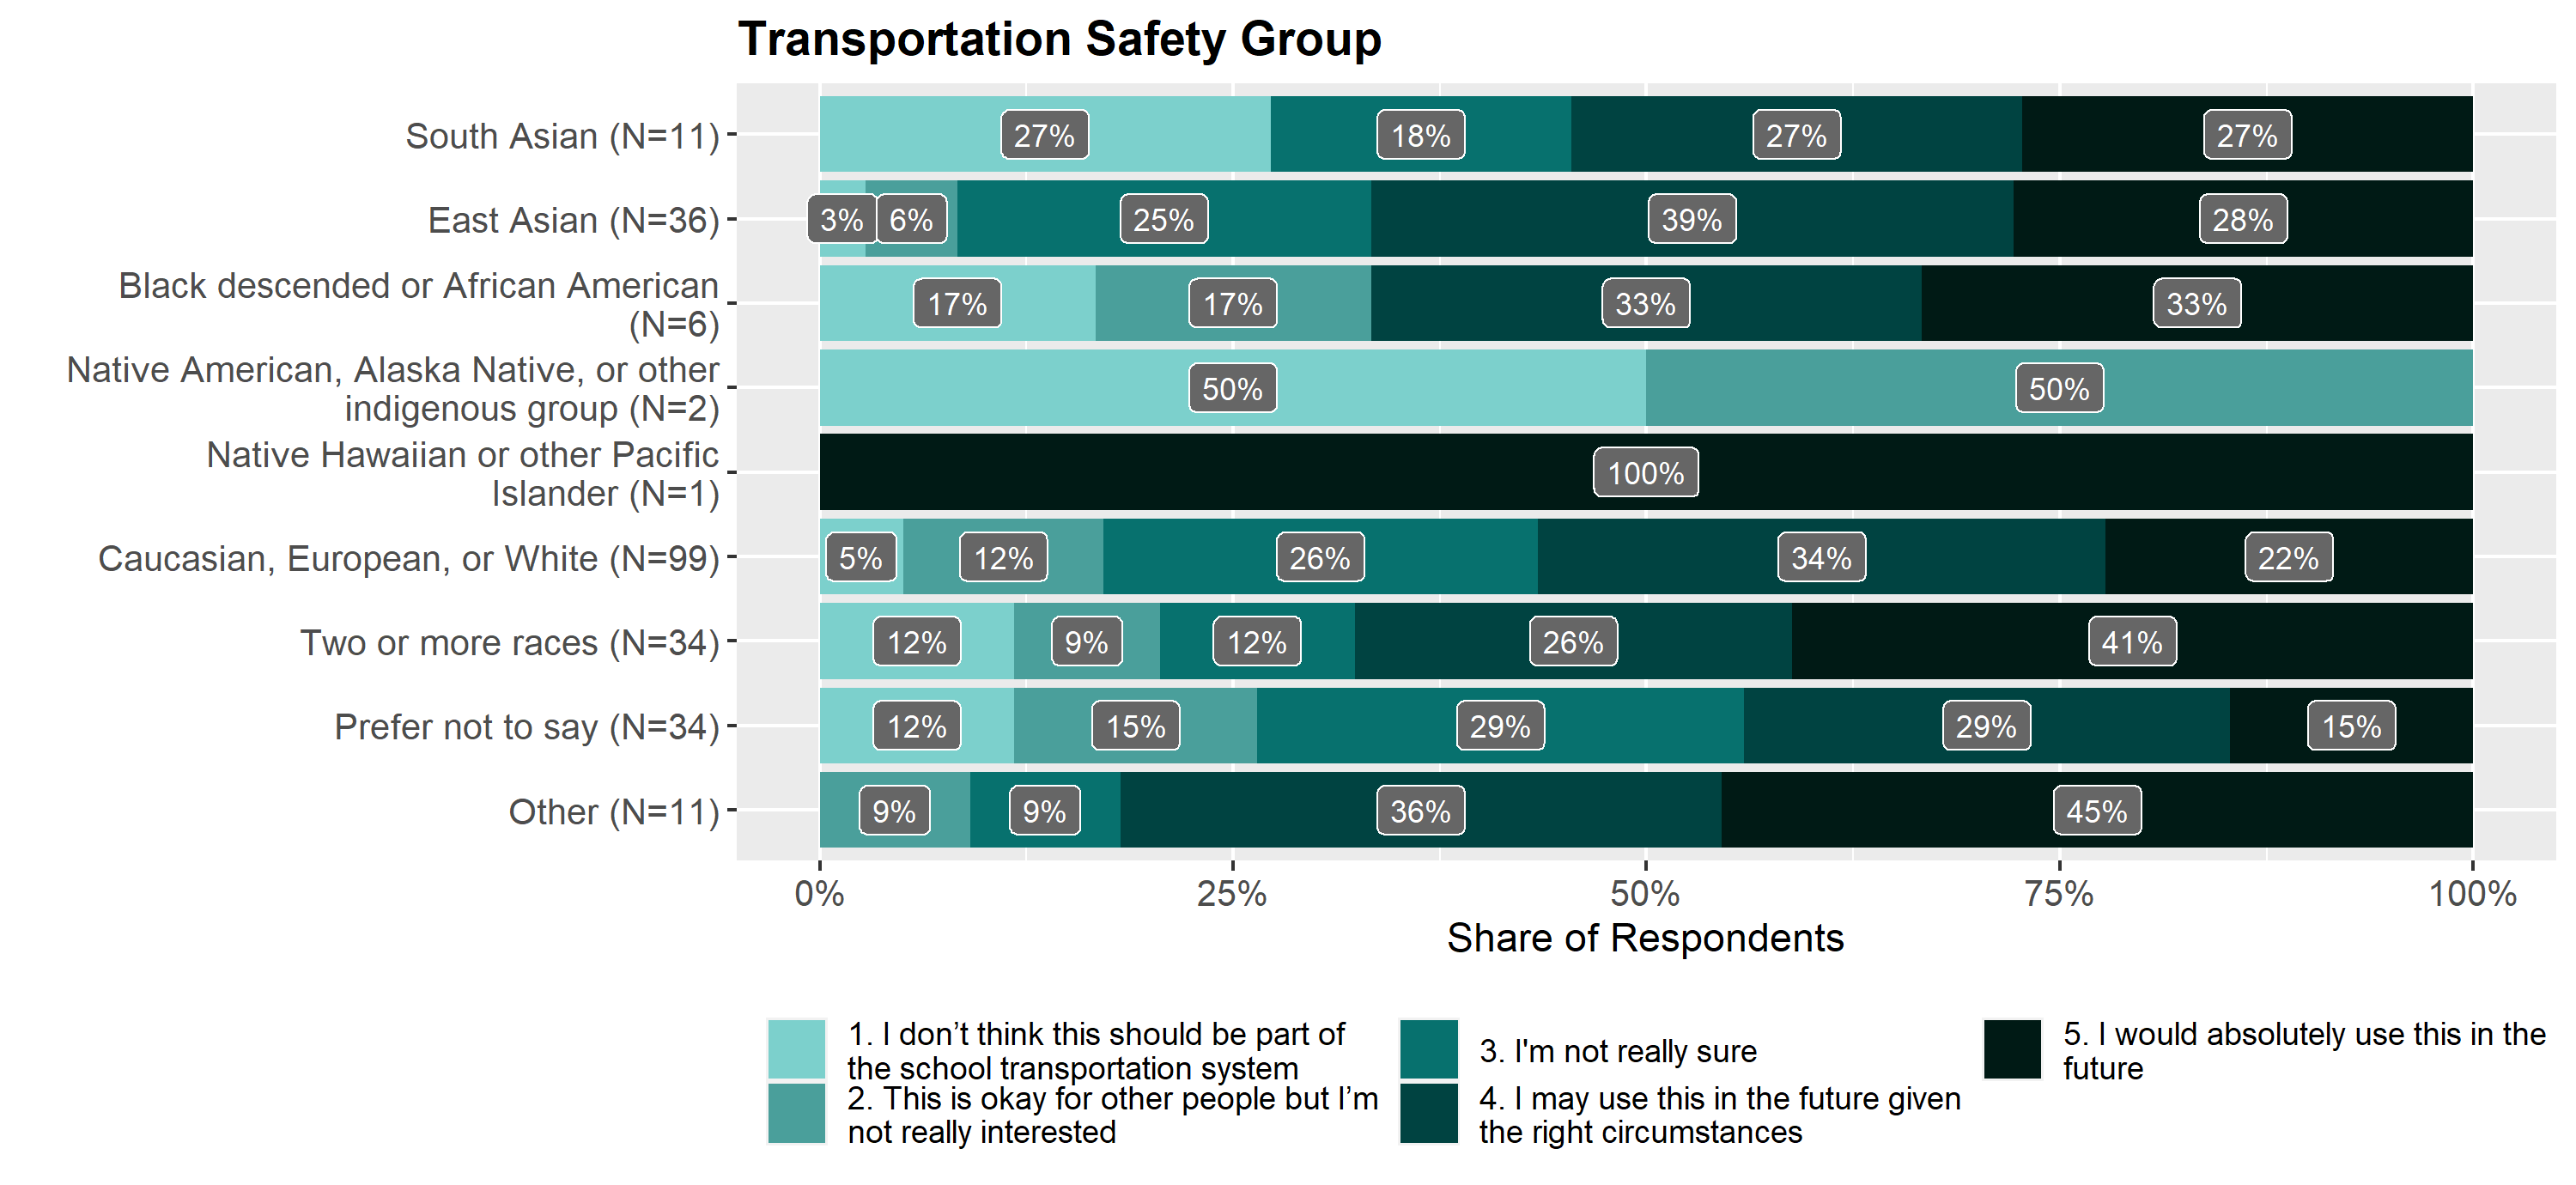 Transportation Safety Group
South Asian (N=11)
27% 18% 27% 27%
East Asian (N=36)
3% 6% 25% 39% 28%
Black descended or African American
(N=6)
17% 17% 33% 33%
Native American, Alaska Native, or other
indigenous group (N=2)
50% 50%
Native Hawaiian or other Pacific
Islander (N=1)
100%
Caucasian, European, or White (N=99)
5% 12% 26% 34% 22%
Two or more races (N=34)
12% 9% 12% 26% 41%
Prefer not to say (N=34)
12% 15% 29% 29% 15%
Other (N=11)
9% 9% 36% 45%
0% 25% 50% 75% 100%
Share of Respondents
1. I don’t think this should be part of
the school transportation system
2. This is okay for other people but I’m
not really interested
3. I'm not really sure
4. I may use this in the future given
the right circumstances
5. I would absolutely use this in the
future